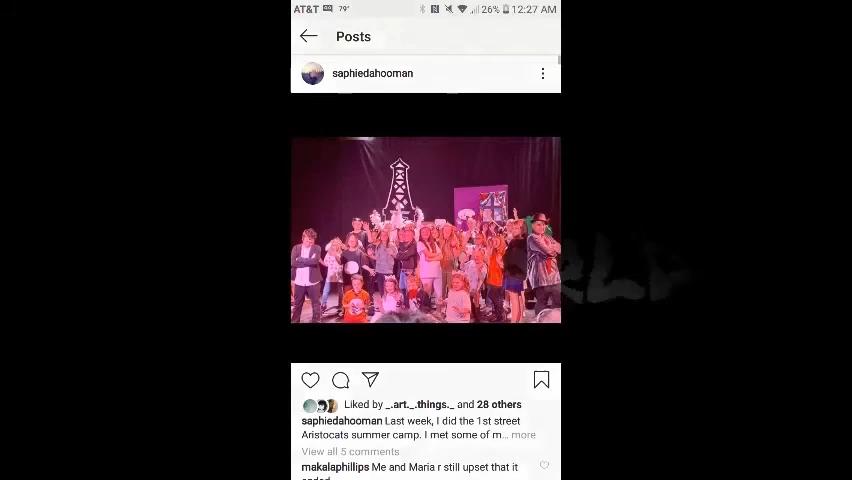 AT&T 79° 26% 12:27 AM
Posts
saphiedahooman
Liked by _.art._.things._ and 28 others
saphiedahooman Last week, I did the 1st street
Aristocats summer camp. I met some of m... more
View all 5 comments
makalaphillips Me and Maria r still upset that it
ended